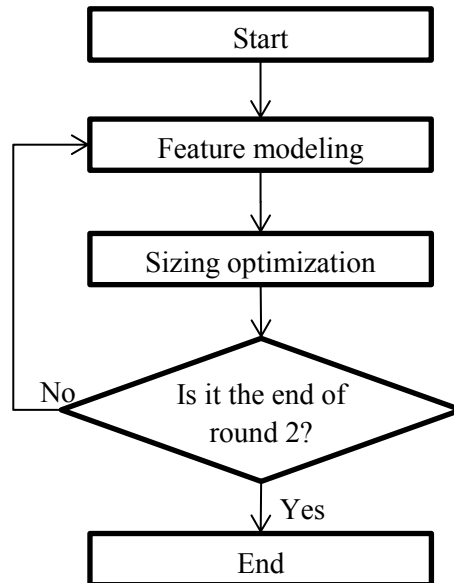 Start
Feature modeling
Sizing optimization
Is it the end of
round 2?
No
Yes
End